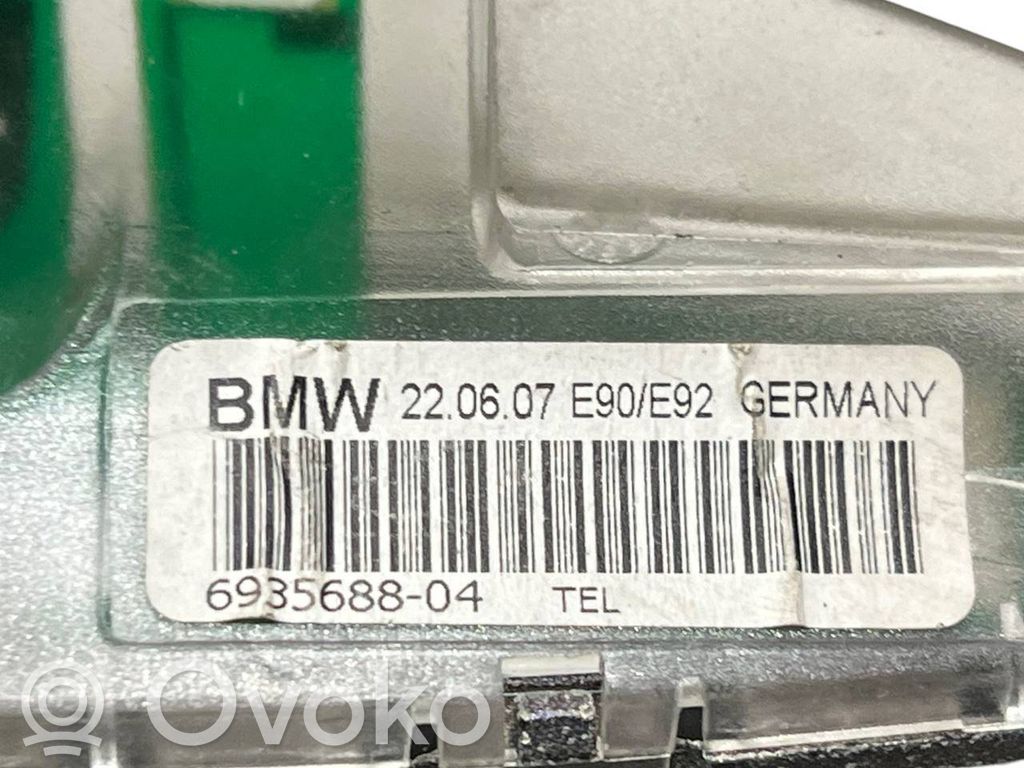 BMW 22.06.07 E90/E92 GERMANY
6935688-04 TEL
Ovoko